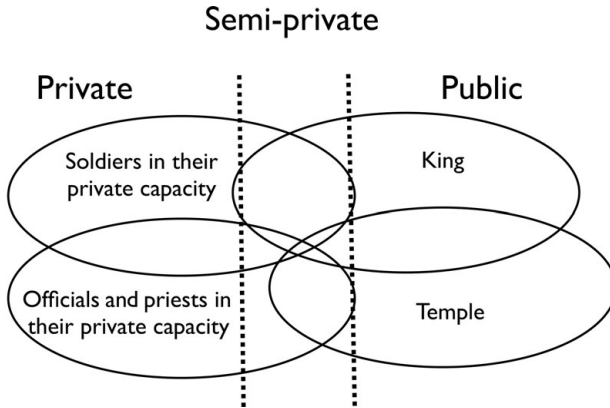 Semi-private
Private
Public
Soldiers in their
private capacity
King
Officials and priests in
their private capacity
Temple